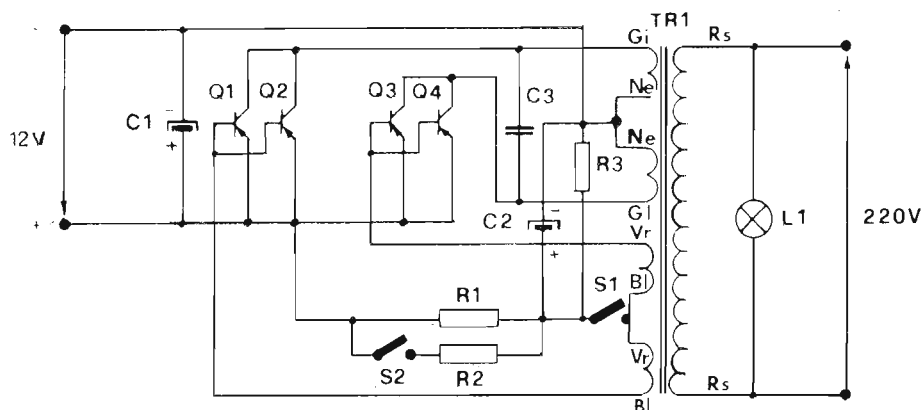 TR1
Gi
Rs
Q1 Q2
Q3 Q4
Ne
C3
12V
C1
−
+
Ne
R3
Gl
−
C2
+
Vr
L1
220V
S1
Bl
R1
Vr
S2
R2
Rs
Bl
−
+